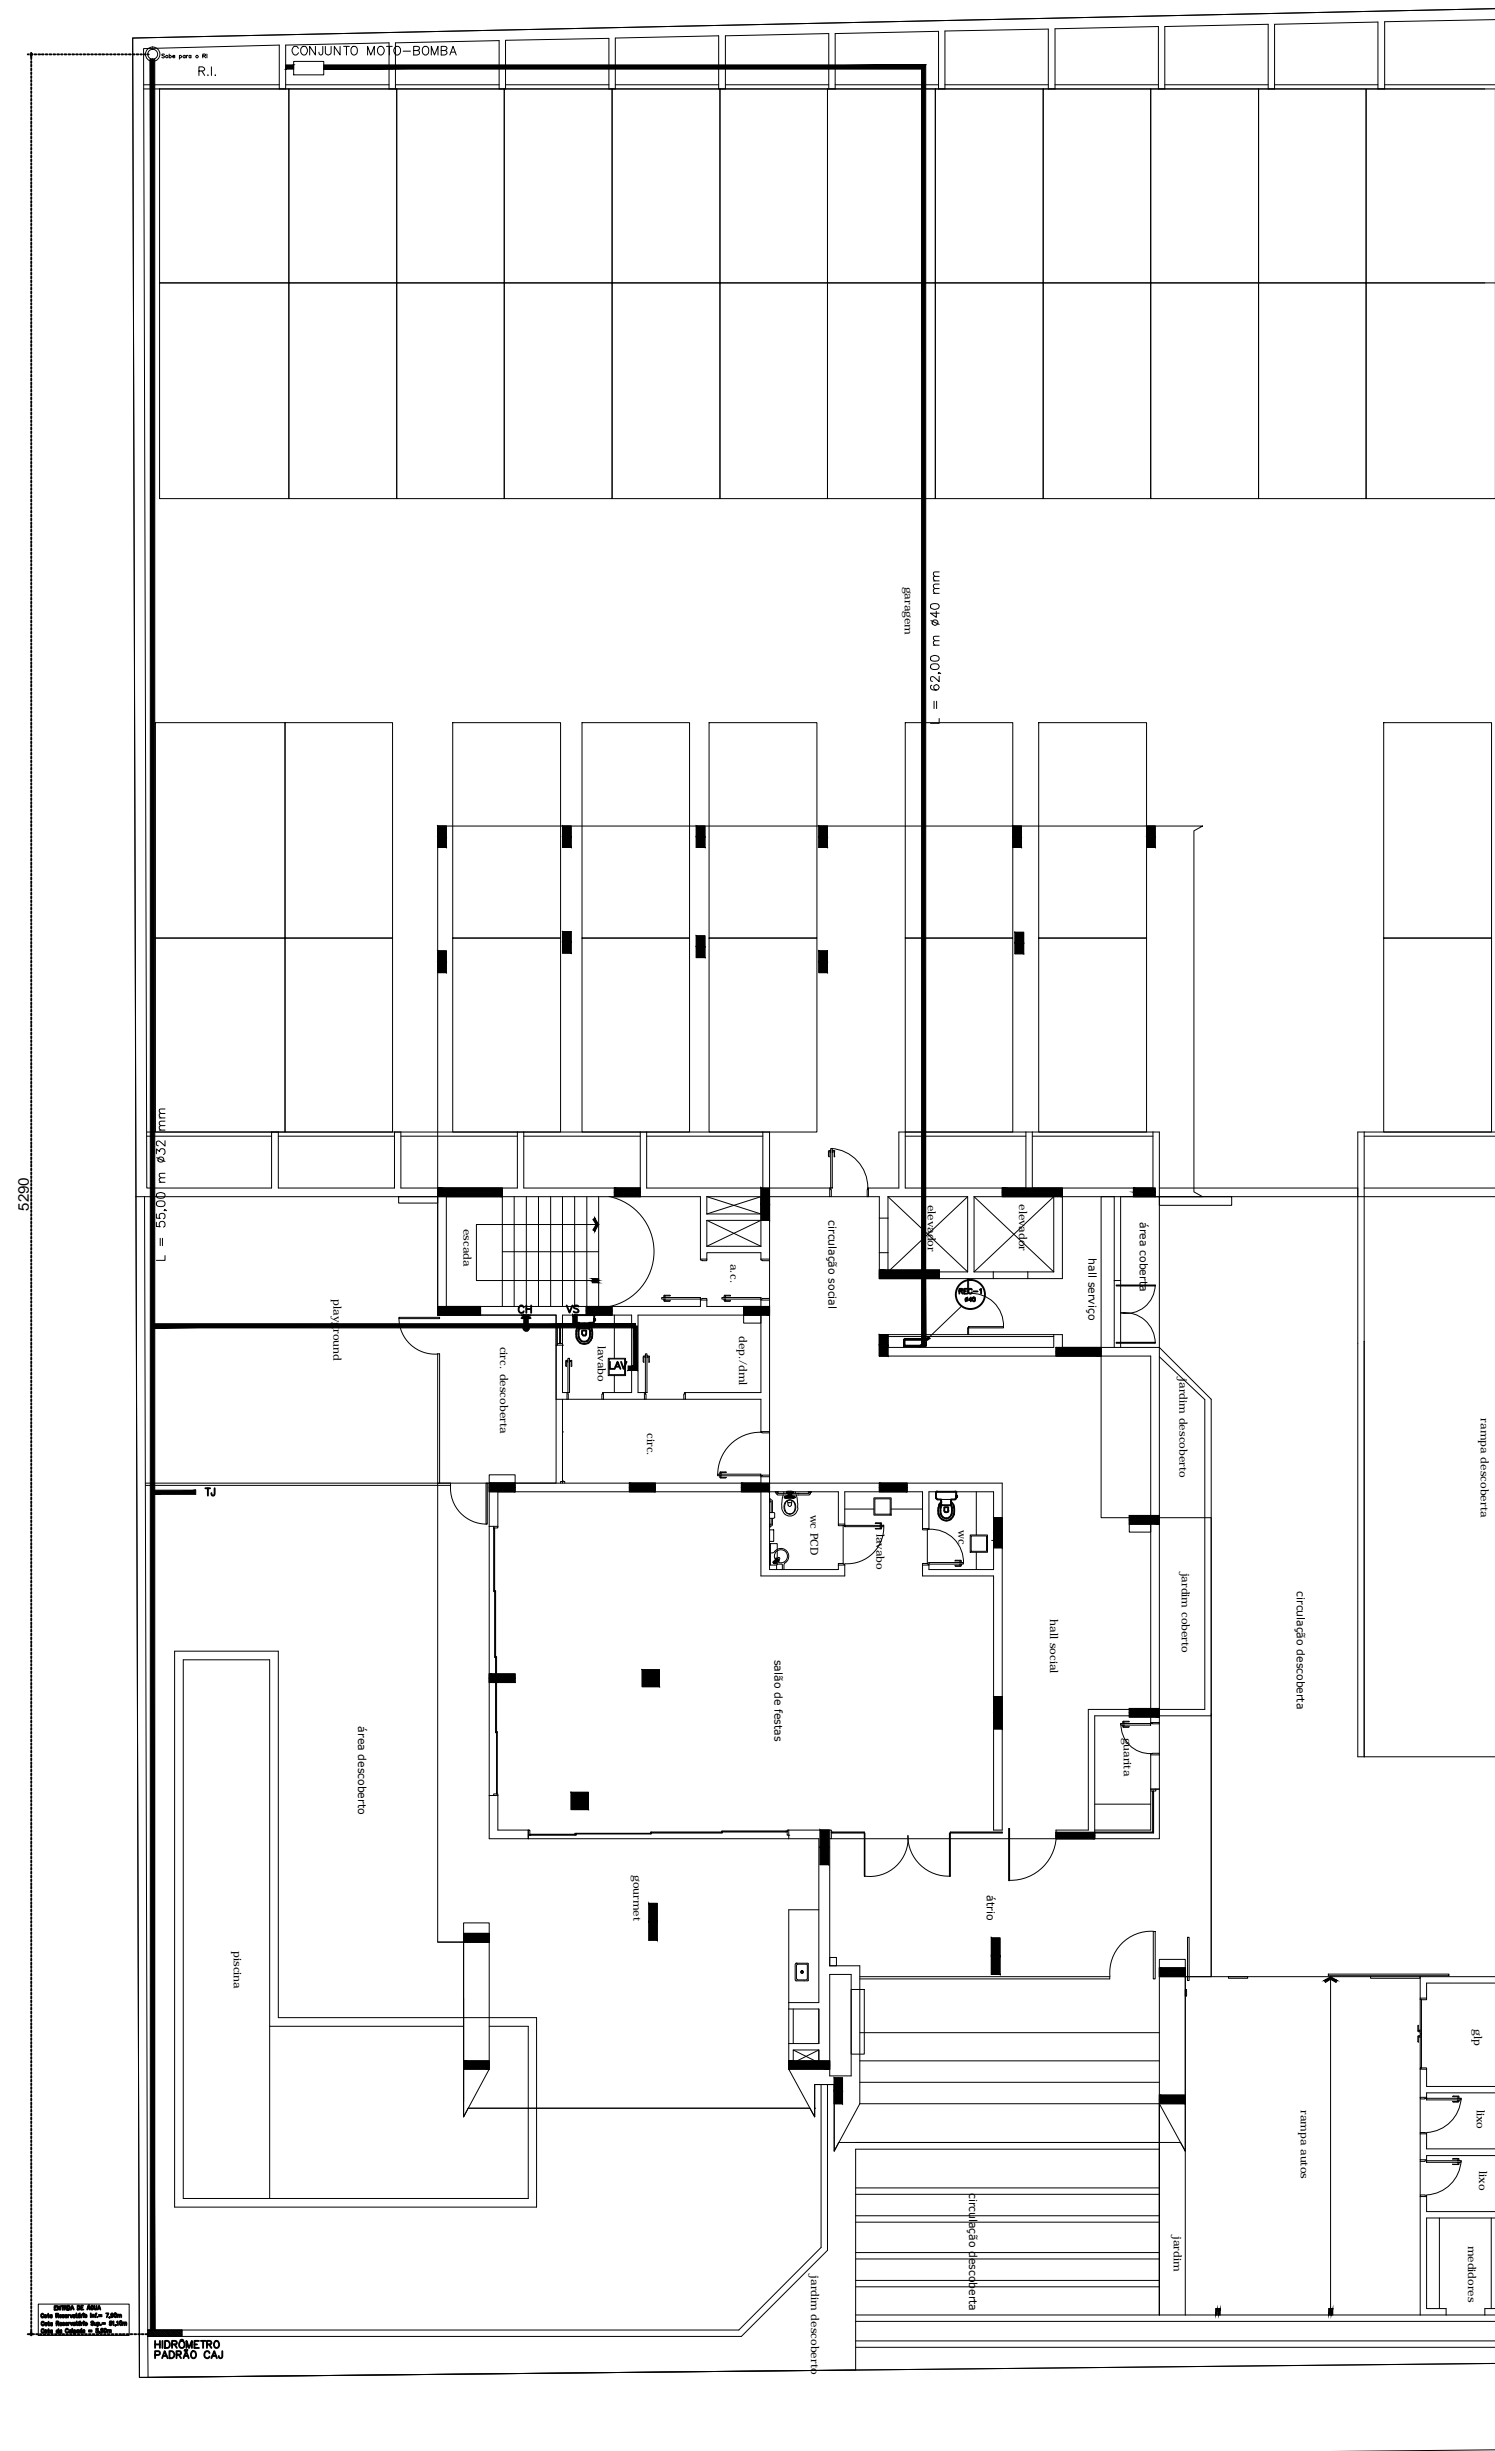 Sobe para o RI
R.I.
CONJUNTO MOTO-BOMBA
garagem
L = 62,00 m ø40 mm
L = 55,00 m ø32 mm
5290
escada
a.c.
circulação social
elevador
elevador
hall serviço
área coberta
REC-1
ø40
CH
VS
playground
circ. descoberta
lavabo
LAV
dep./dml
circ.
jardim descoberto
rampa descoberta
TJ
wc PCD
lavabo
wc
hall social
jardim coberto
circulação descoberta
salão de festas
guarita
área descoberto
gourmet
átrio
piscina
glp
lixo
lixo
rampa autos
medidores
circulação descoberta
jardim
jardim descoberto
ENTRADA DE ÁGUA
HIDRÔMETRO
PADRÃO CAJ